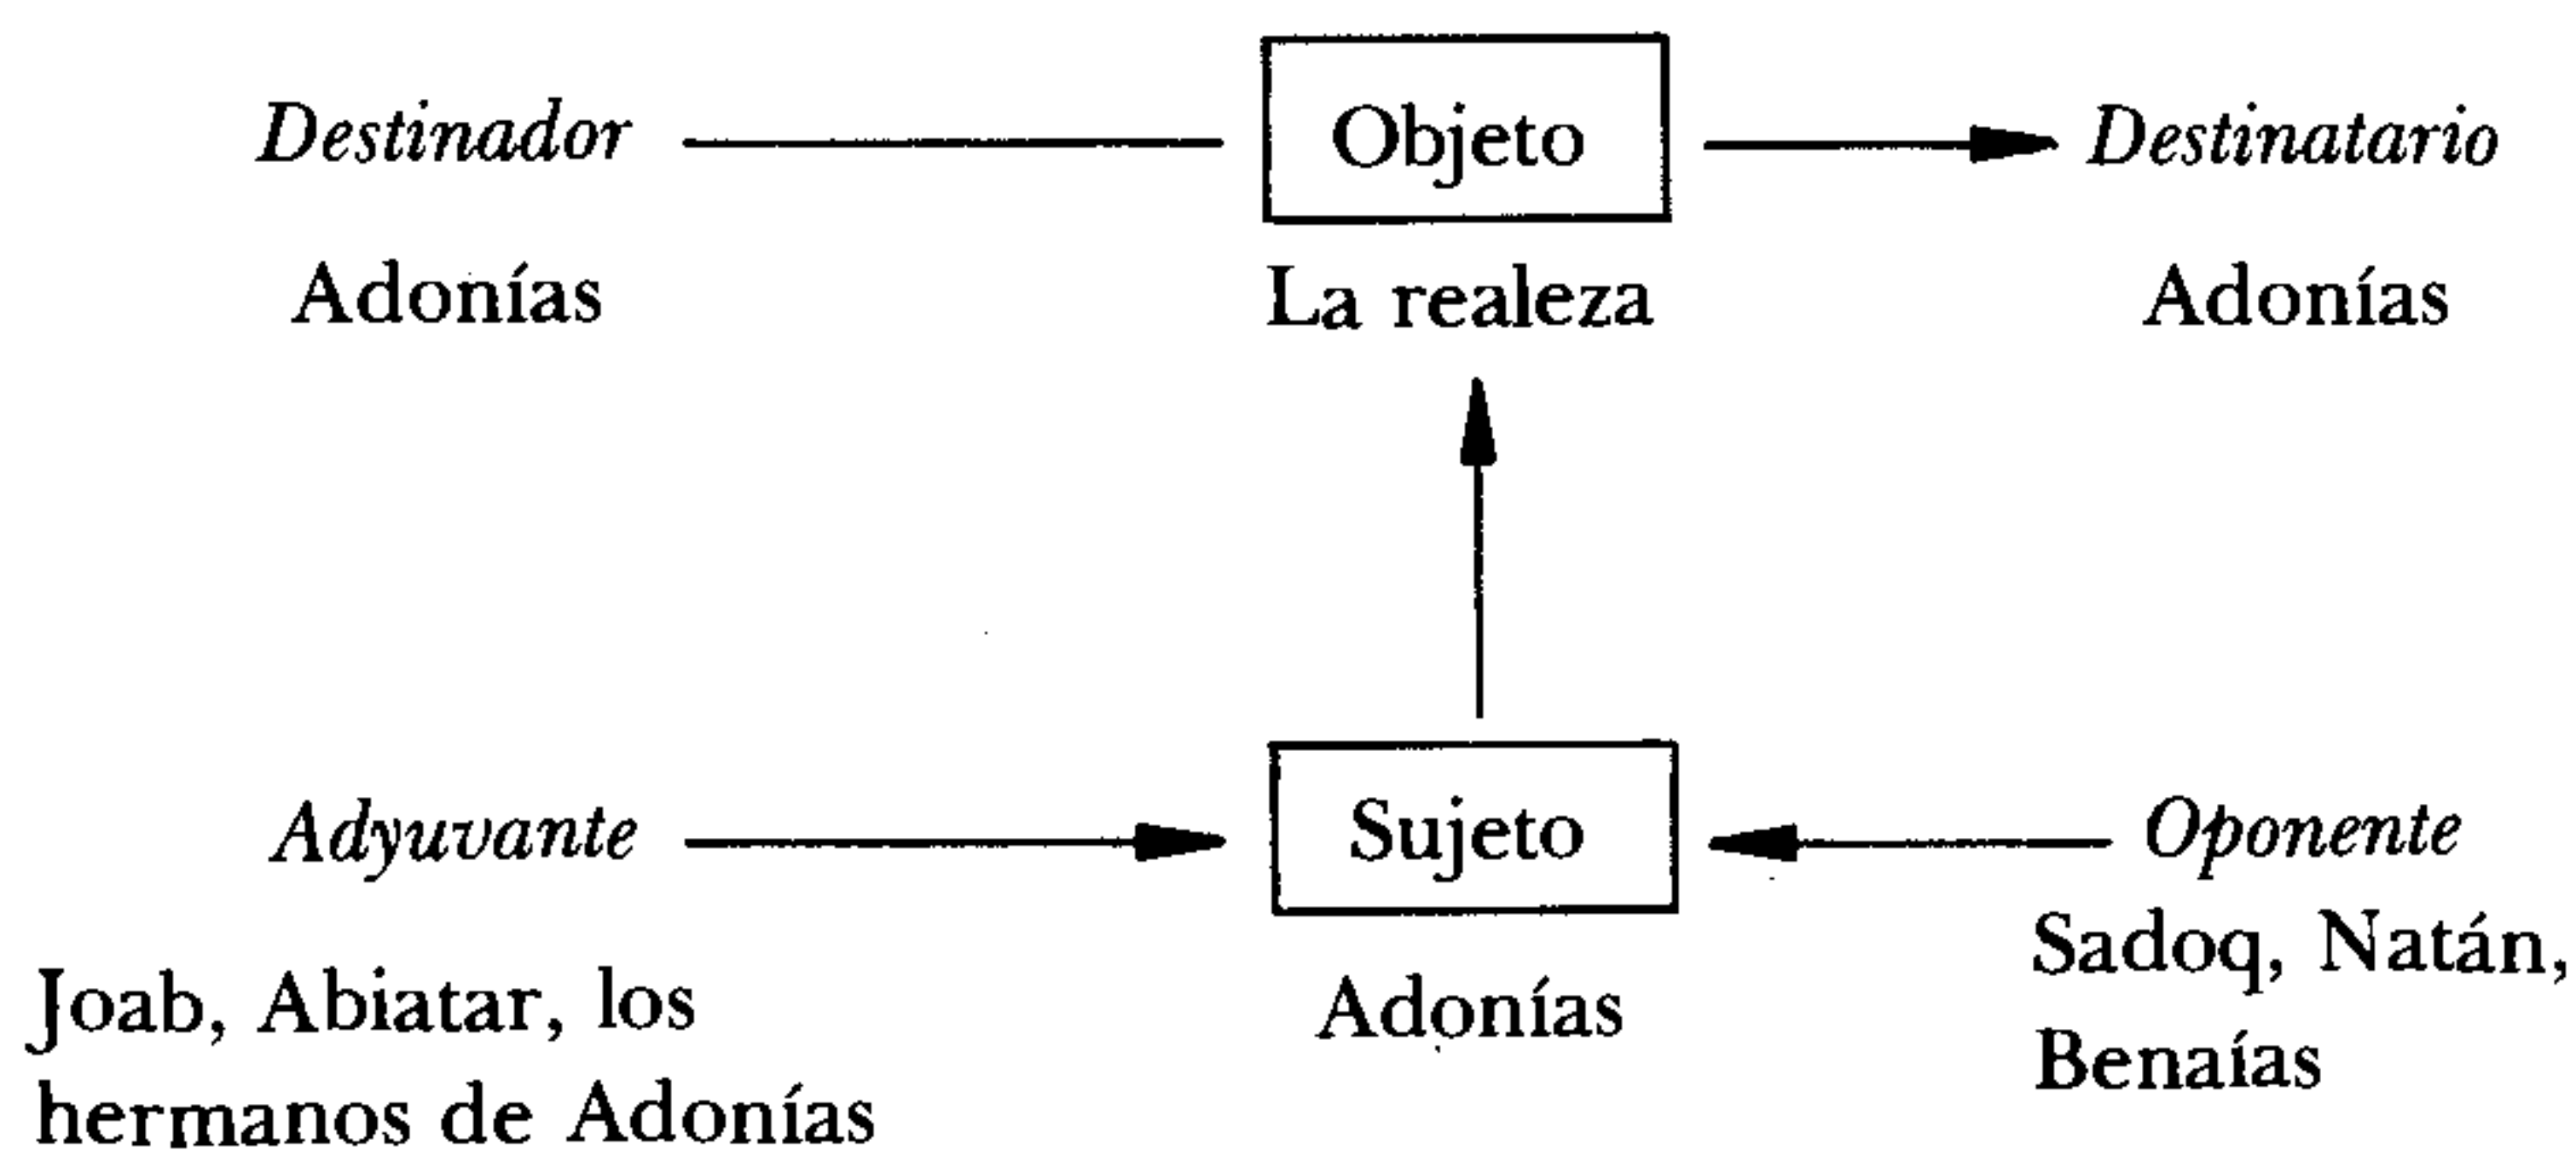 Destinador
Objeto
Destinatario
Adonías
La realeza
Adonías
Adyuvante
Sujeto
Oponente
Joab, Abiatar, los
hermanos de Adonías
Adonías
Sadoq, Natán,
Benaías